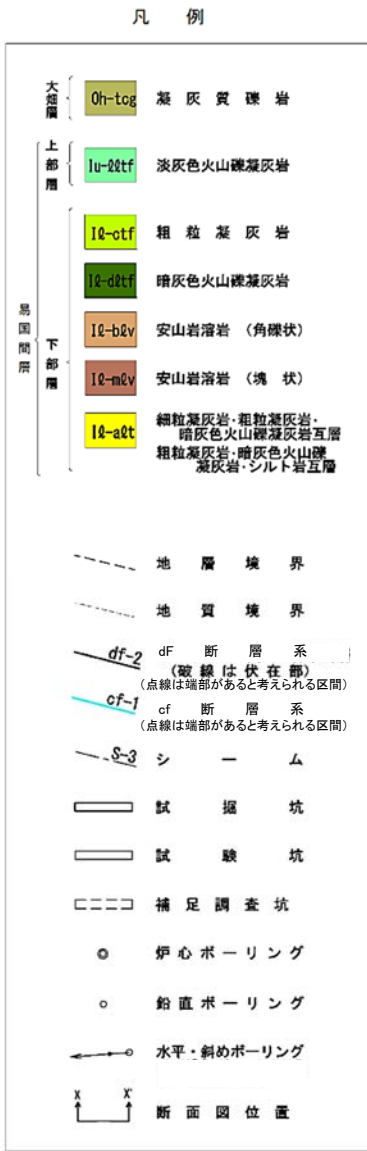 凡 例
大畑層
Oh-tcg 凝灰質礫岩
易国間層
上部層
Iu-ℓℓtf 淡灰色火山礫凝灰岩
下部層
Iℓ-ctf 粗粒凝灰岩
Iℓ-dℓtf 暗灰色火山礫凝灰岩
Iℓ-bℓv 安山岩溶岩（角礫状）
Iℓ-mℓv 安山岩溶岩（塊 状）
Iℓ-aℓt 細粒凝灰岩・粗粒凝灰岩・
暗灰色火山礫凝灰岩互層
粗粒凝灰岩・暗灰色火山礫
凝灰岩・シルト岩互層
地層境界
地質境界
df-2 dF 断層系
（破線は伏在部）
（点線は端部があると考えられる区間）
cf-1 cf 断層系
（点線は端部があると考えられる区間）
S-3 シーム
試掘坑
試験坑
補足調査坑
炉心ボーリング
鉛直ボーリング
水平・斜めボーリング
X X' 断面図位置